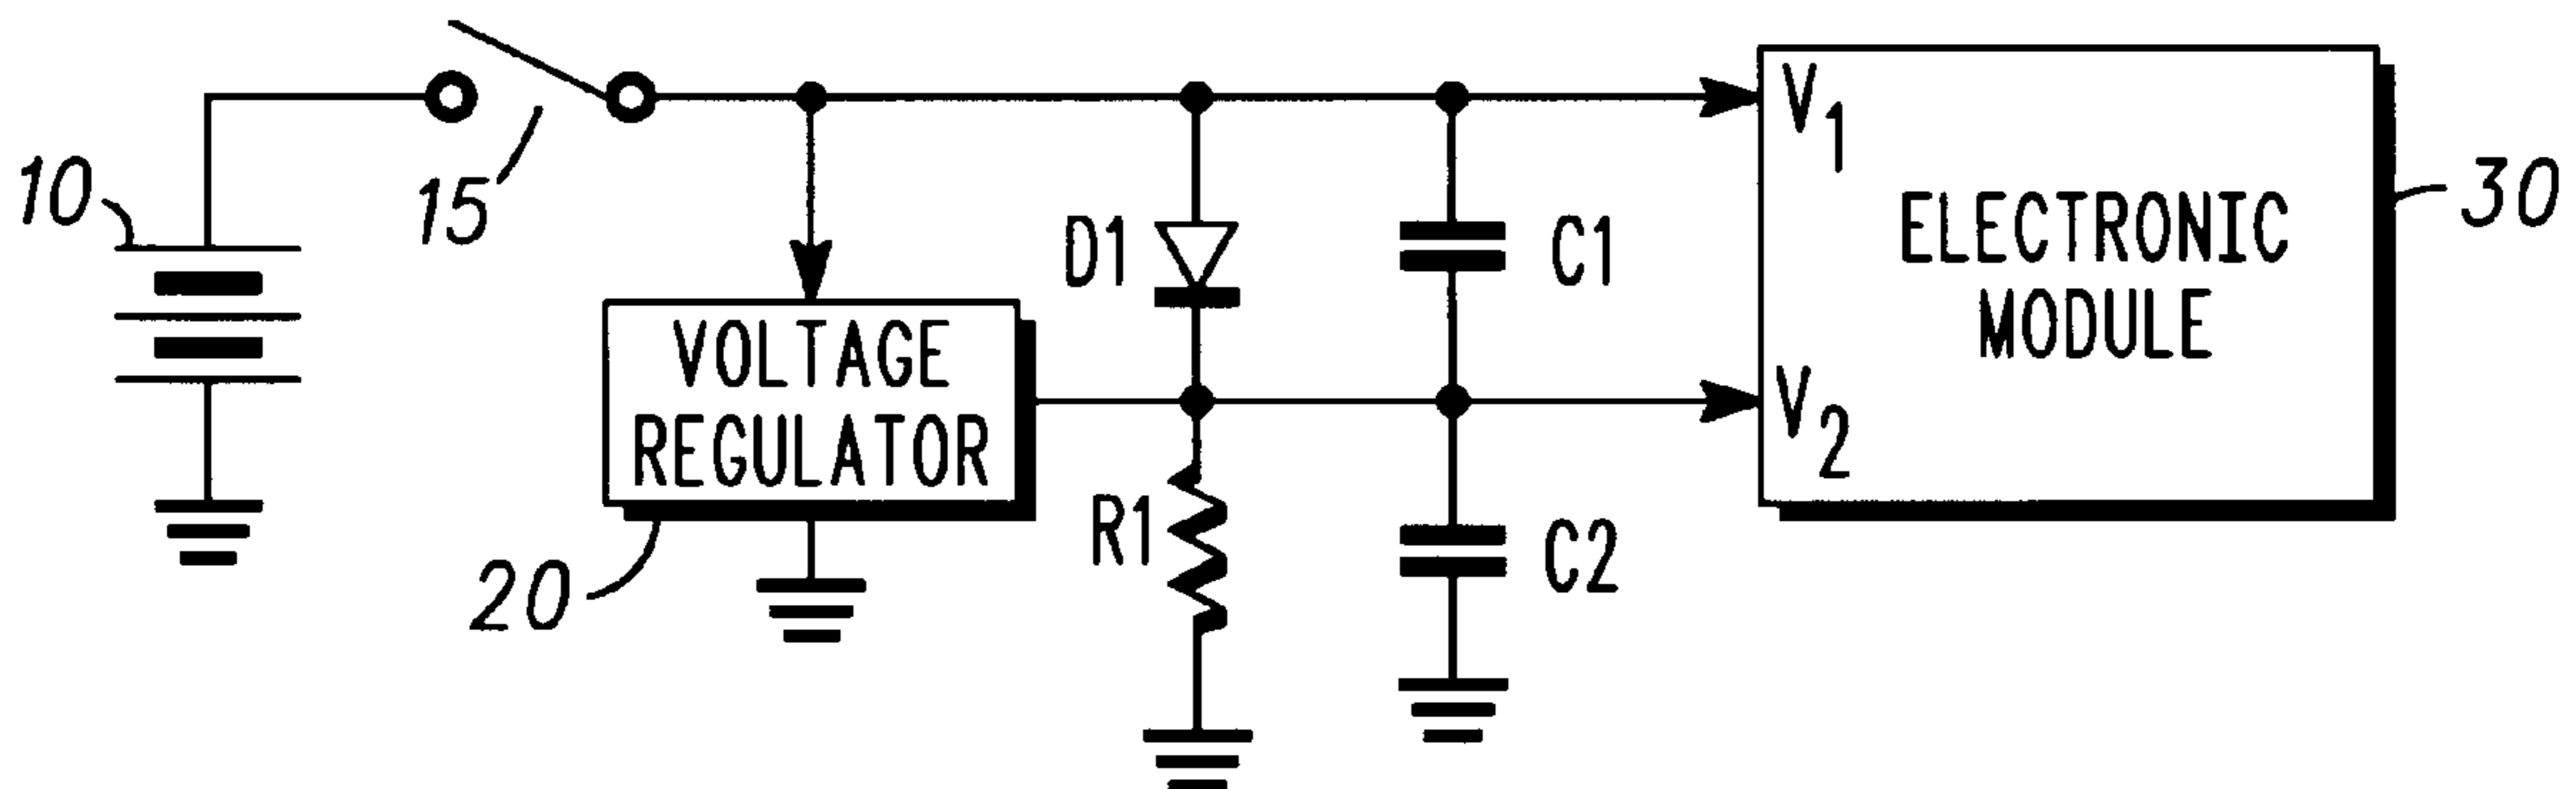 10
15
VOLTAGE
REGULATOR
20
D1
R1
C1
C2
V1
V2
ELECTRONIC
MODULE
30